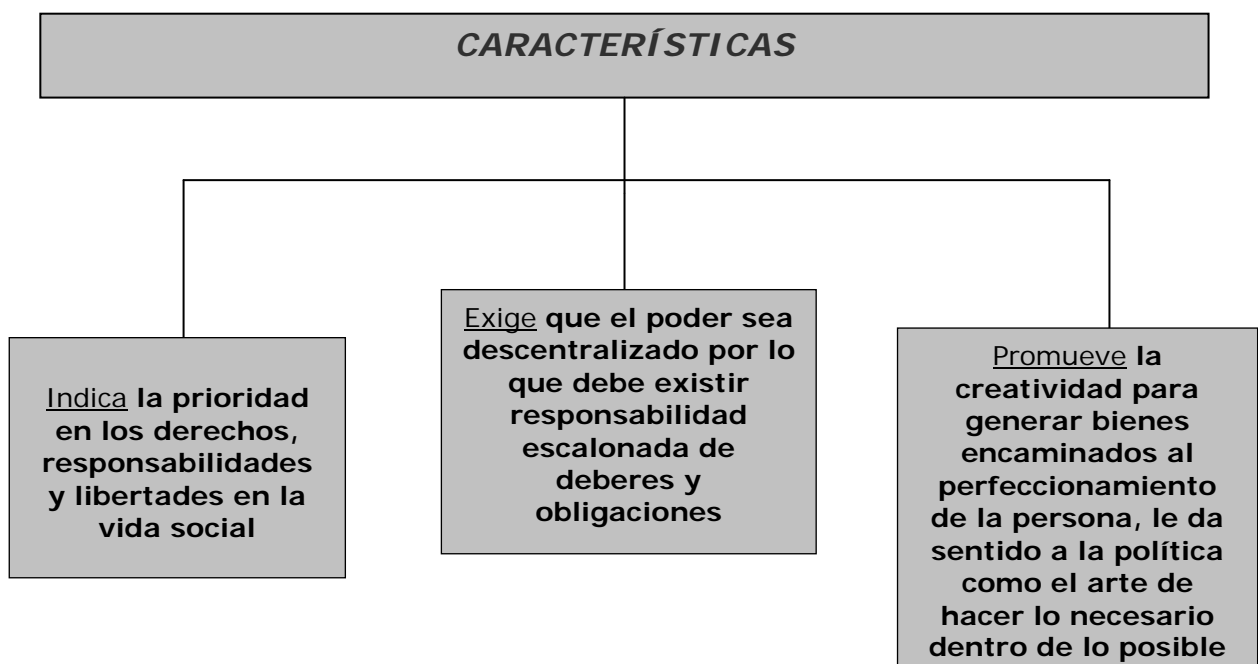 CARACTERÍSTICAS
Indica la prioridad
en los derechos,
responsabilidades
y libertades en la
vida social
Exige que el poder sea
descentralizado por lo
que debe existir
responsabilidad
escalonada de
deberes y
obligaciones
Promueve la
creatividad para
generar bienes
encaminados al
perfeccionamiento
de la persona, le da
sentido a la política
como el arte de
hacer lo necesario
dentro de lo posible